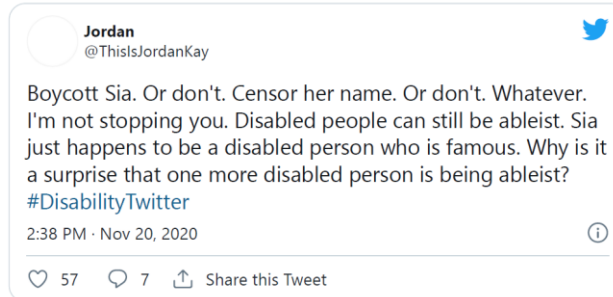 Jordan
@ThisIsJordanKay
Boycott Sia. Or don't. Censor her name. Or don't. Whatever.
I'm not stopping you. Disabled people can still be ableist. Sia
just happens to be a disabled person who is famous. Why is it
a surprise that one more disabled person is being ableist?
#DisabilityTwitter
2:38 PM · Nov 20, 2020
57 7 Share this Tweet